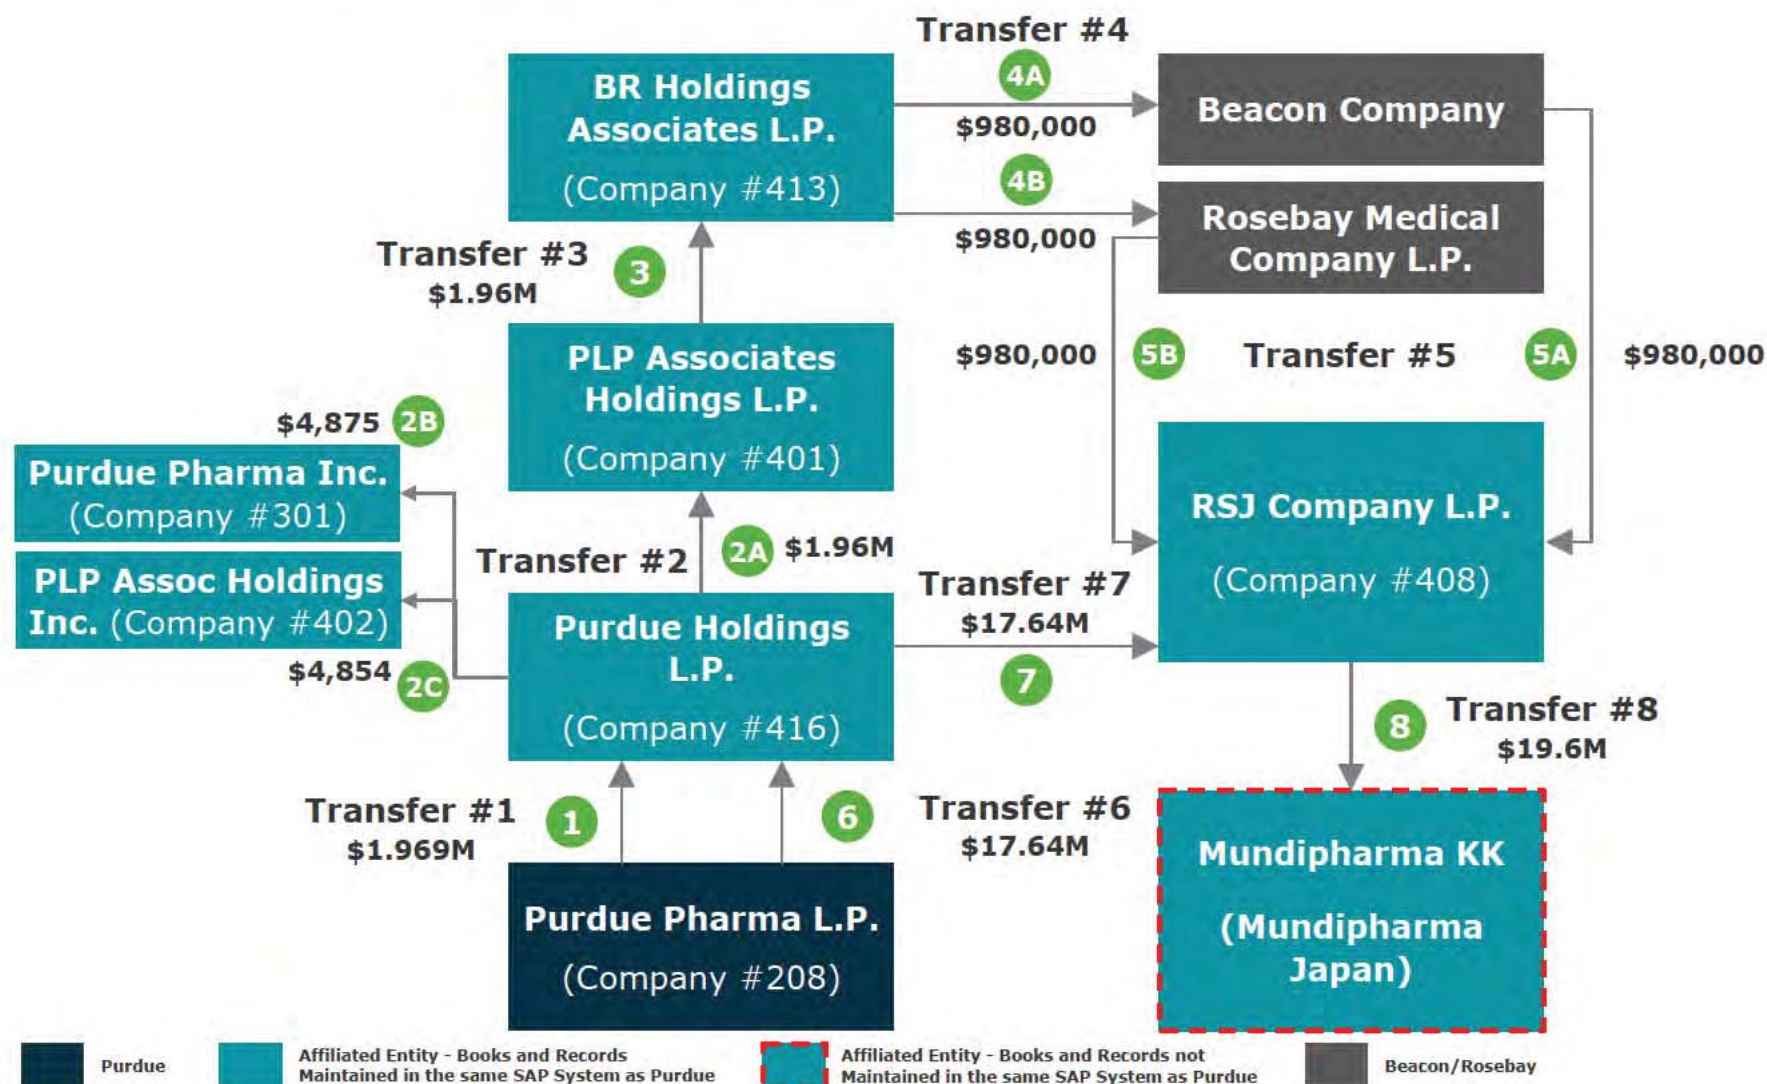 Transfer #4
4A
$980,000
4B
$980,000
BR Holdings
Associates L.P.
(Company #413)
Beacon Company
Rosebay Medical
Company L.P.
Transfer #3
$1.96M
3
$980,000
5B
Transfer #5
5A
$980,000
PLP Associates
Holdings L.P.
(Company #401)
$4,875
2B
Purdue Pharma Inc.
(Company #301)
PLP Assoc Holdings
Inc. (Company #402)
$4,854
2C
Transfer #2
2A
$1.96M
RSJ Company L.P.
(Company #408)
Transfer #7
$17.64M
7
Purdue Holdings
L.P.
(Company #416)
8
Transfer #8
$19.6M
Transfer #1
$1.969M
1
6
Transfer #6
$17.64M
Mundipharma KK
(Mundipharma
Japan)
Purdue Pharma L.P.
(Company #208)
Purdue
Affiliated Entity - Books and Records
Maintained in the same SAP System as Purdue
Affiliated Entity - Books and Records not
Maintained in the same SAP System as Purdue
Beacon/Rosebay